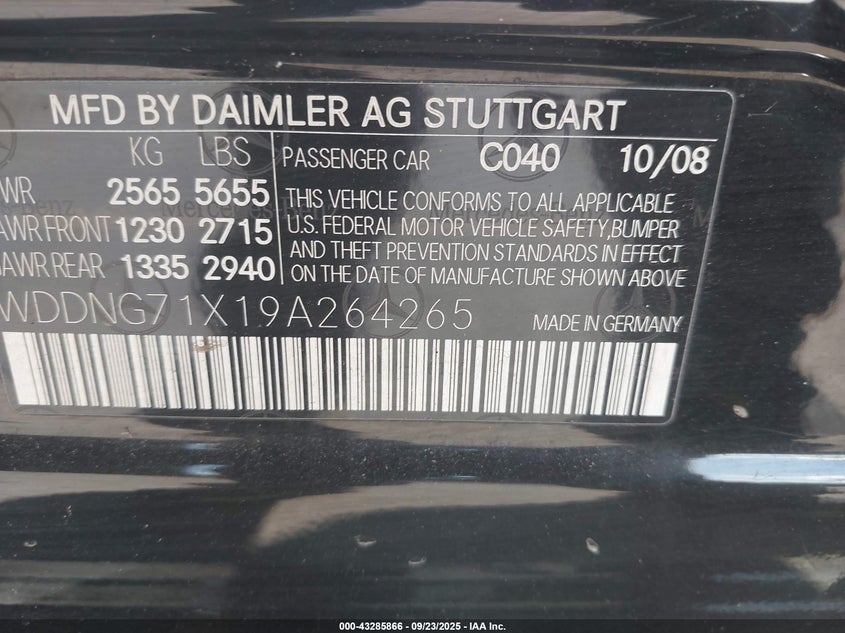 MFD BY DAIMLER AG STUTTGART
KG LBS
WR 2565 5655
AWR FRONT 1230 2715
AWR REAR 1335 2940
PASSENGER CAR C040 10/08
THIS VEHICLE CONFORMS TO ALL APPLICABLE
U.S. FEDERAL MOTOR VEHICLE SAFETY,BUMPER
AND THEFT PREVENTION STANDARDS IN EFFECT
ON THE DATE OF MANUFACTURE SHOWN ABOVE
WDDNG71X19A264265
MADE IN GERMANY
000-43285866 - 09/23/2025 - IAA Inc.